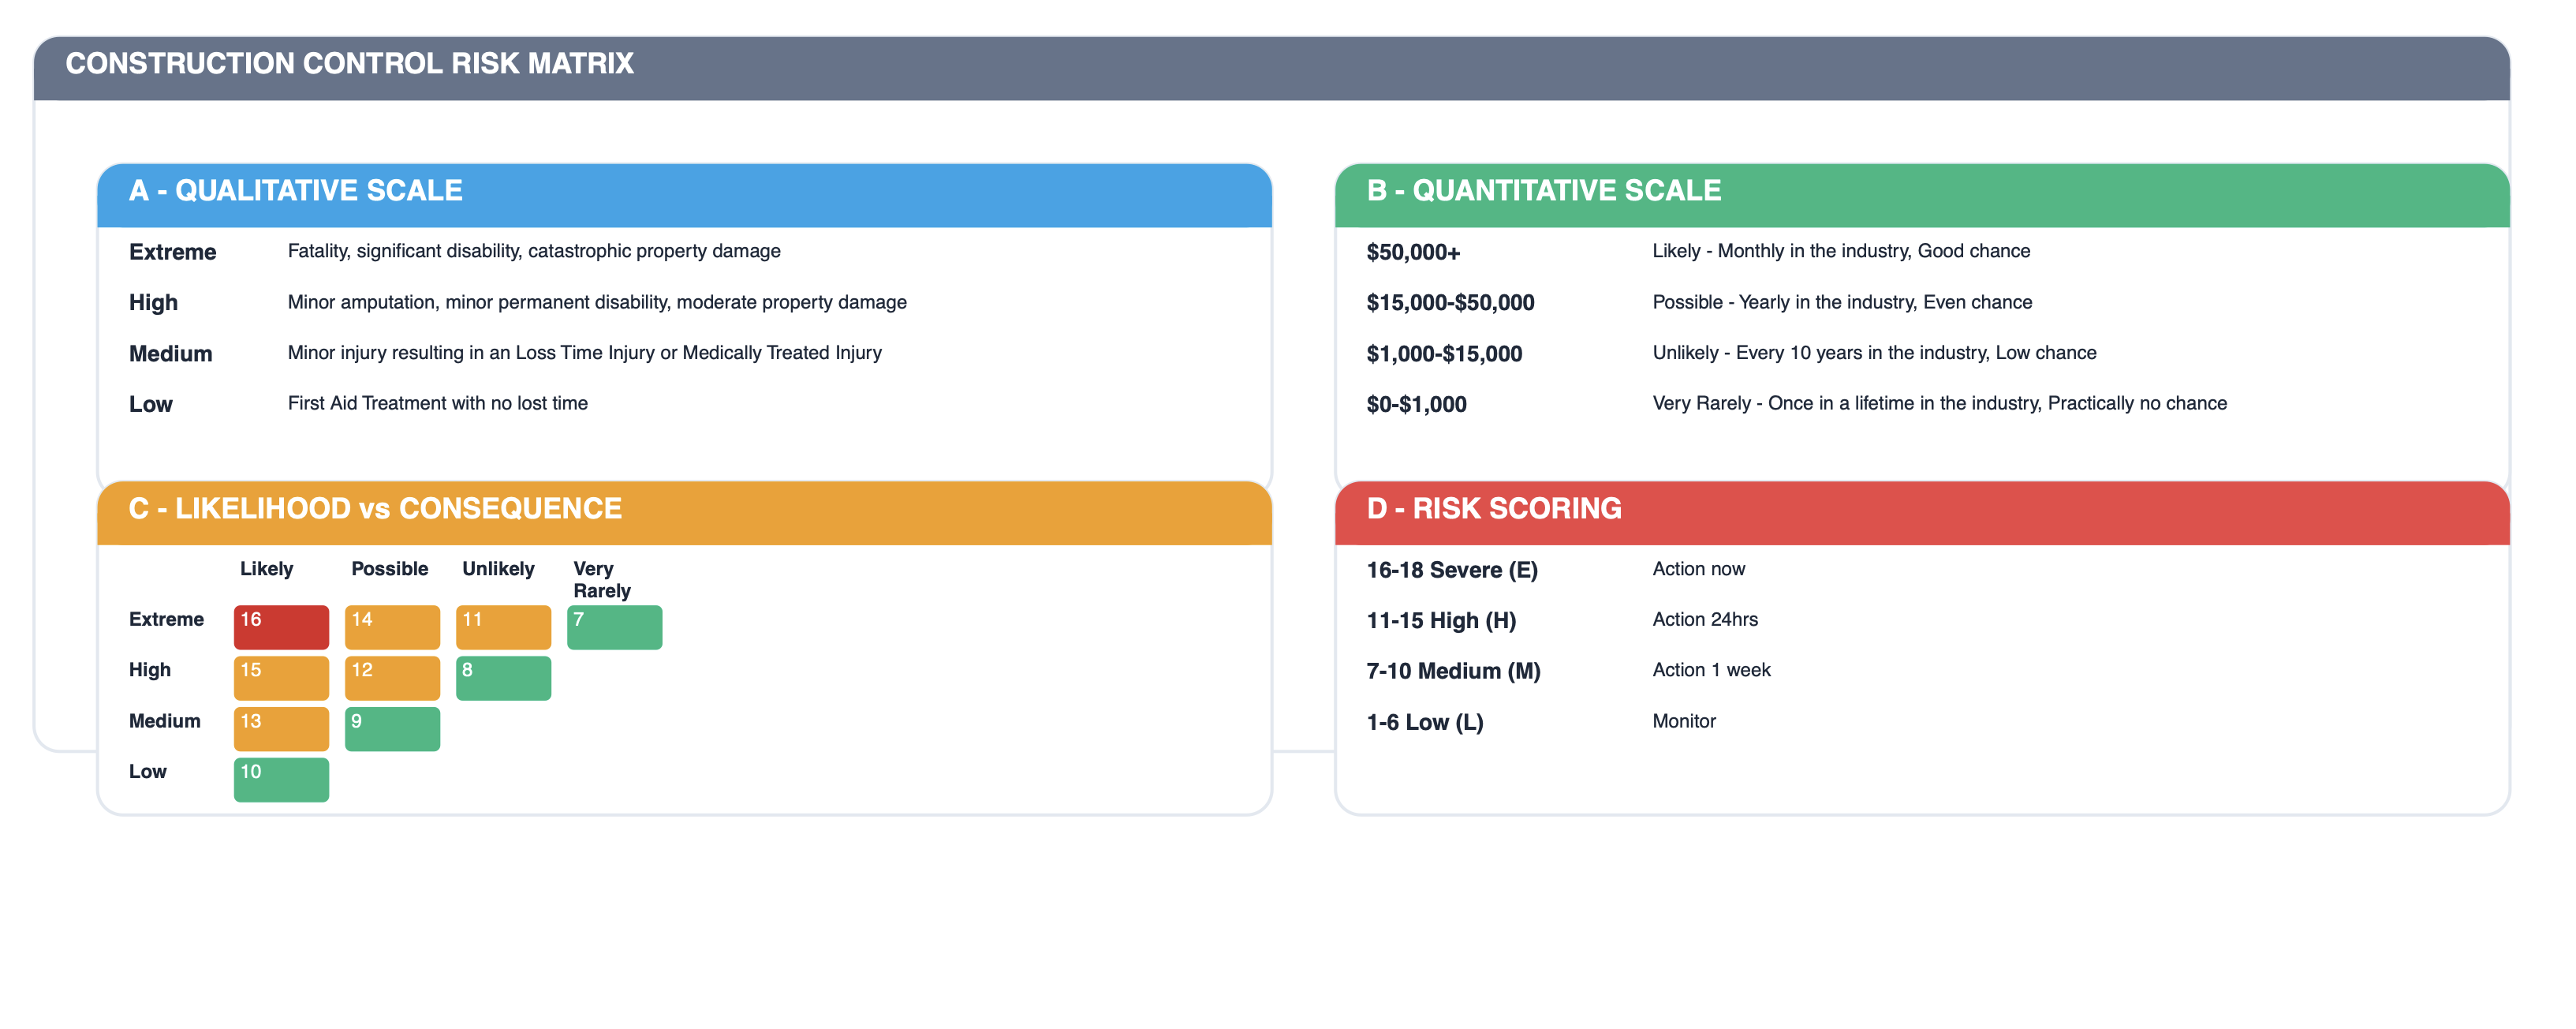 CONSTRUCTION CONTROL RISK MATRIX
A - QUALITATIVE SCALE
Extreme Fatality, significant disability, catastrophic property damage
High Minor amputation, minor permanent disability, moderate property damage
Medium Minor injury resulting in an Loss Time Injury or Medically Treated Injury
Low First Aid Treatment with no lost time
B - QUANTITATIVE SCALE
$50,000+ Likely - Monthly in the industry, Good chance
$15,000-$50,000 Possible - Yearly in the industry, Even chance
$1,000-$15,000 Unlikely - Every 10 years in the industry, Low chance
$0-$1,000 Very Rarely - Once in a lifetime in the industry, Practically no chance
C - LIKELIHOOD vs CONSEQUENCE
Likely Possible Unlikely Very
Rarely
Extreme 16 14 11 7
High 15 12 8
Medium 13 9
Low 10
D - RISK SCORING
16-18 Severe (E) Action now
11-15 High (H) Action 24hrs
7-10 Medium (M) Action 1 week
1-6 Low (L) Monitor